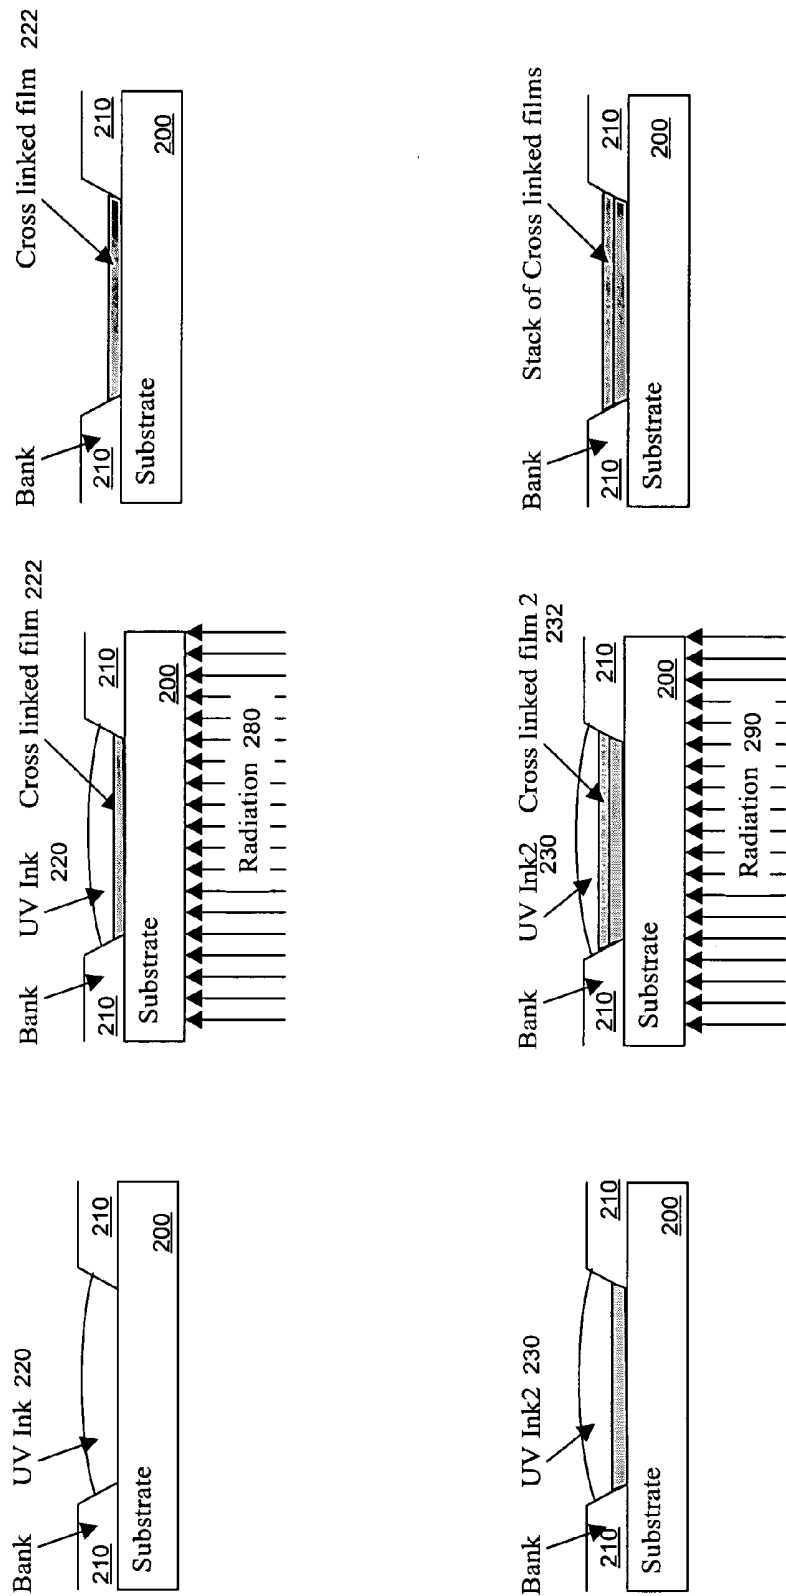 UV Ink 220
Bank
210
210
200
Substrate
UV Ink
220
Cross linked film 222
Bank
210
210
200
Substrate
Radiation 280
Cross linked film 222
Bank
210
210
200
Substrate
UV Ink2 230
Bank
210
210
200
Substrate
UV Ink2
230
Cross linked film 2
232
Bank
210
210
200
Substrate
Radiation 290
Stack of Cross linked films
Bank
210
210
200
Substrate